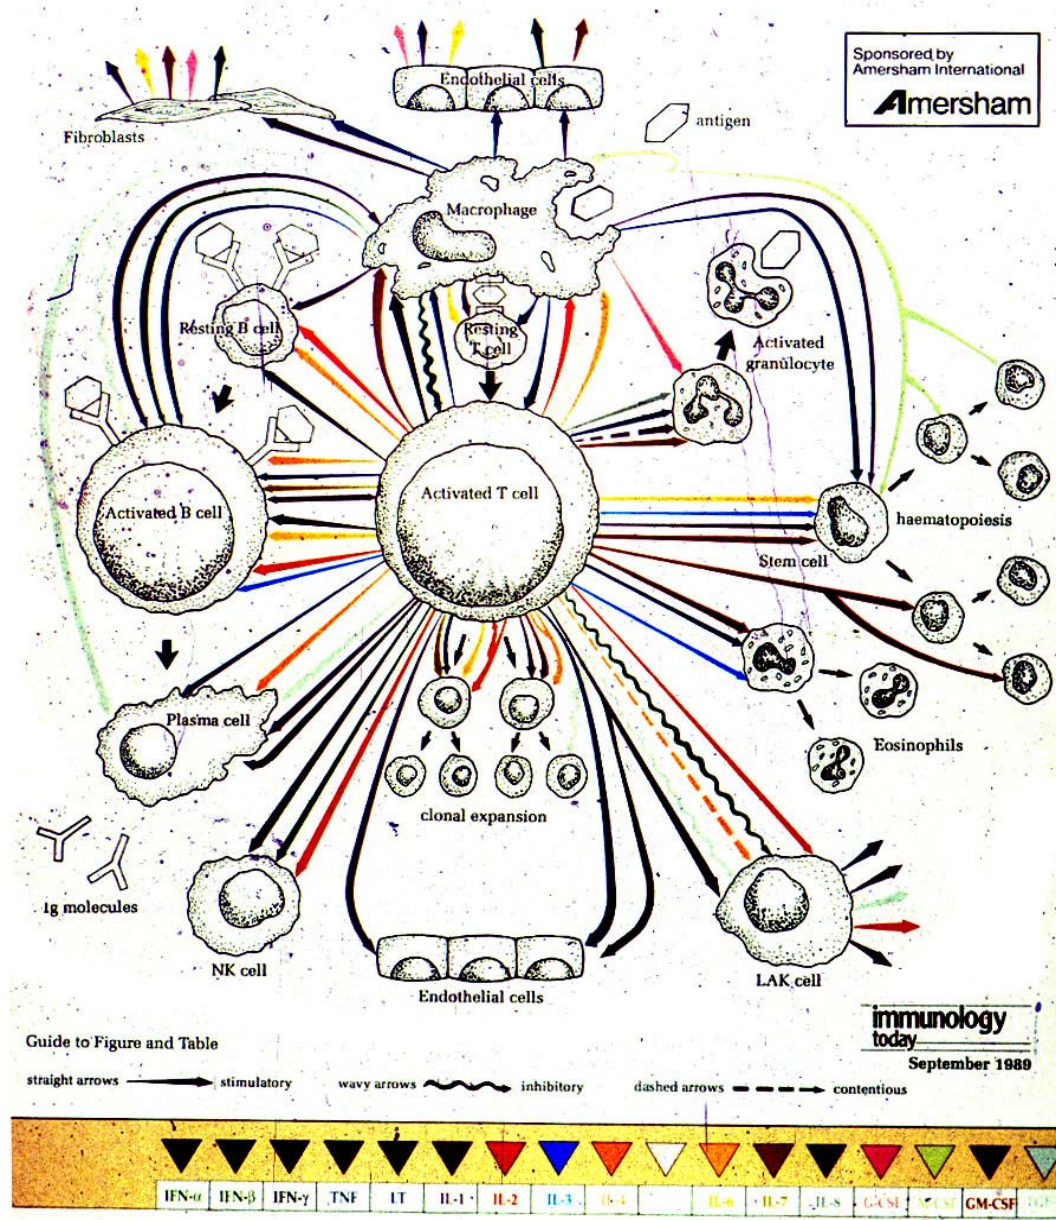 Sponsored by
Amersham International
Amersham
Endothelial cells
antigen
Fibroblasts
Macrophage
Resting B cell
Resting
T cell
Activated
granulocyte
Activated B cell
Activated T cell
haematopoiesis
Stem cell
Plasma cell
Eosinophils
clonal expansion
Ig molecules
NK cell
Endothelial cells
LAK cell
immunology
today
September 1989
Guide to Figure and Table
straight arrows
stimulatory
wavy arrows
inhibitory
dashed arrows
contentious
IFN-α IFN-β IFN-γ TNF LT IL-1 IL-2 IL-3 IL-4 IL-6 IL-7 IL-8 G-CSF M-CSF GM-CSF